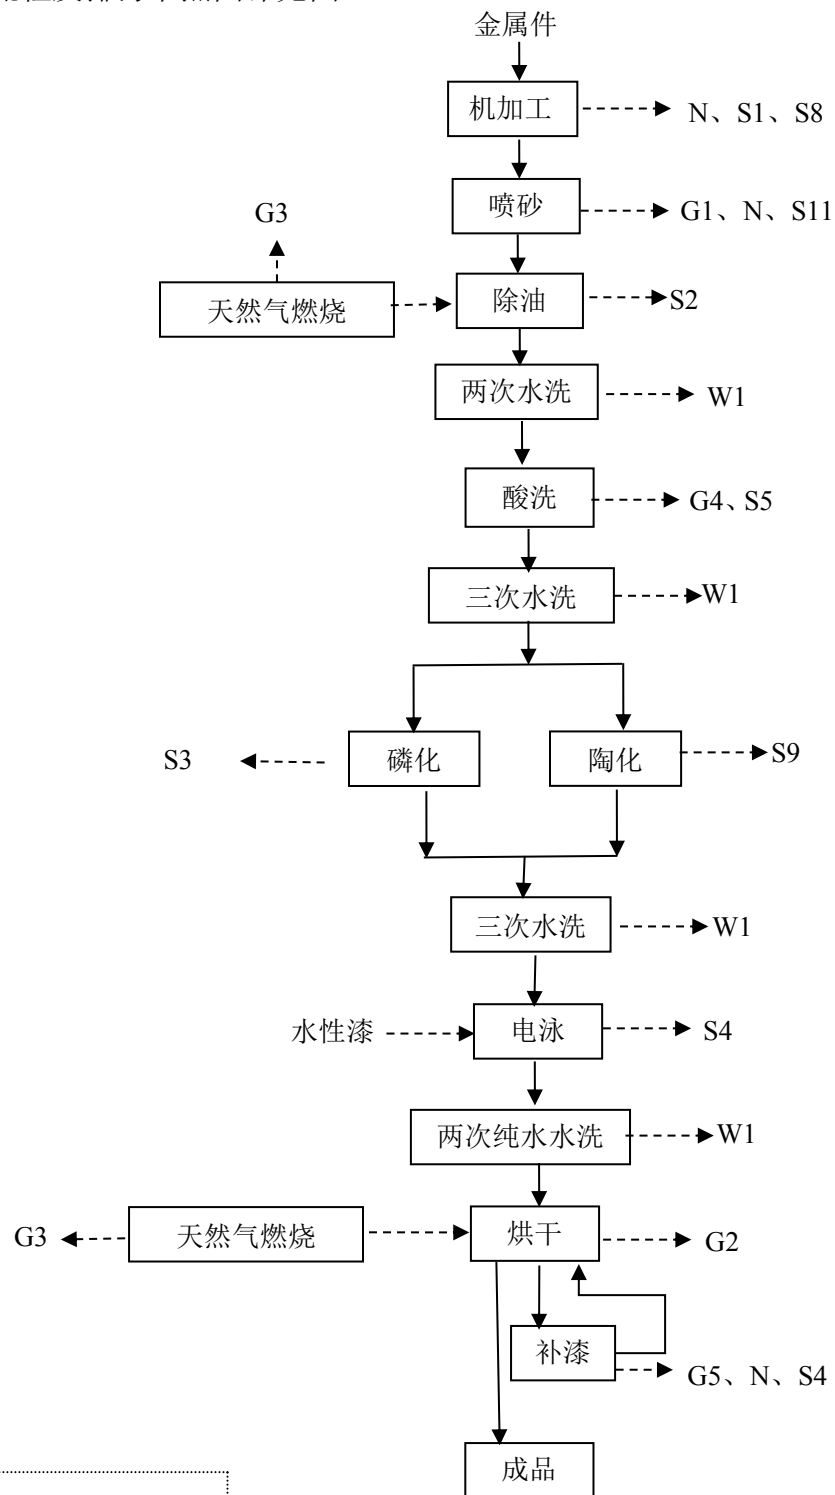 金属件
机加工
N、S1、S8
喷砂
G1、N、S11
G3
天然气燃烧
除油
S2
两次水洗
W1
酸洗
G4、S5
三次水洗
W1
S3
磷化
陶化
S9
三次水洗
W1
水性漆
电泳
S4
两次纯水水洗
W1
G3
天然气燃烧
烘干
G2
补漆
G5、N、S4
成品